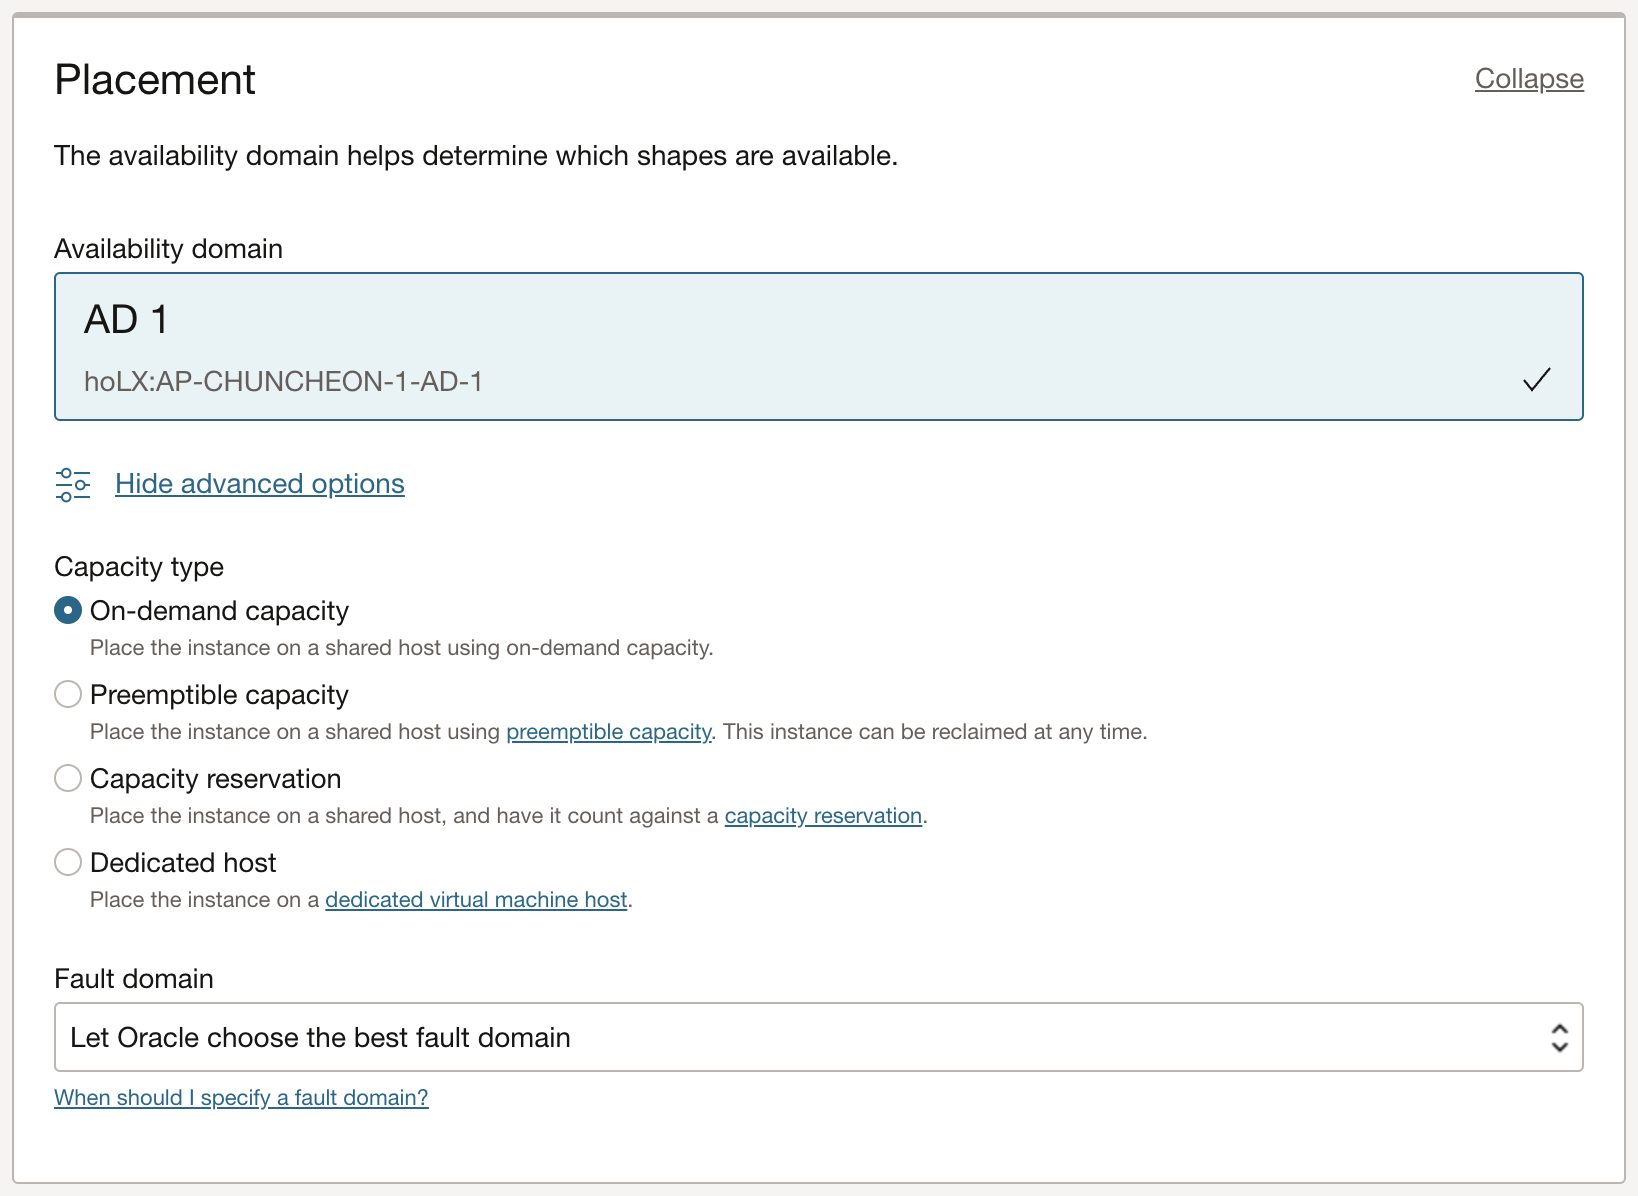 Placement
Collapse
The availability domain helps determine which shapes are available.
Availability domain
AD 1
hoLX:AP-CHUNCHEON-1-AD-1
Hide advanced options
Capacity type
On-demand capacity
Place the instance on a shared host using on-demand capacity.
Preemptible capacity
Place the instance on a shared host using preemptible capacity. This instance can be reclaimed at any time.
Capacity reservation
Place the instance on a shared host, and have it count against a capacity reservation.
Dedicated host
Place the instance on a dedicated virtual machine host.
Fault domain
Let Oracle choose the best fault domain
When should I specify a fault domain?